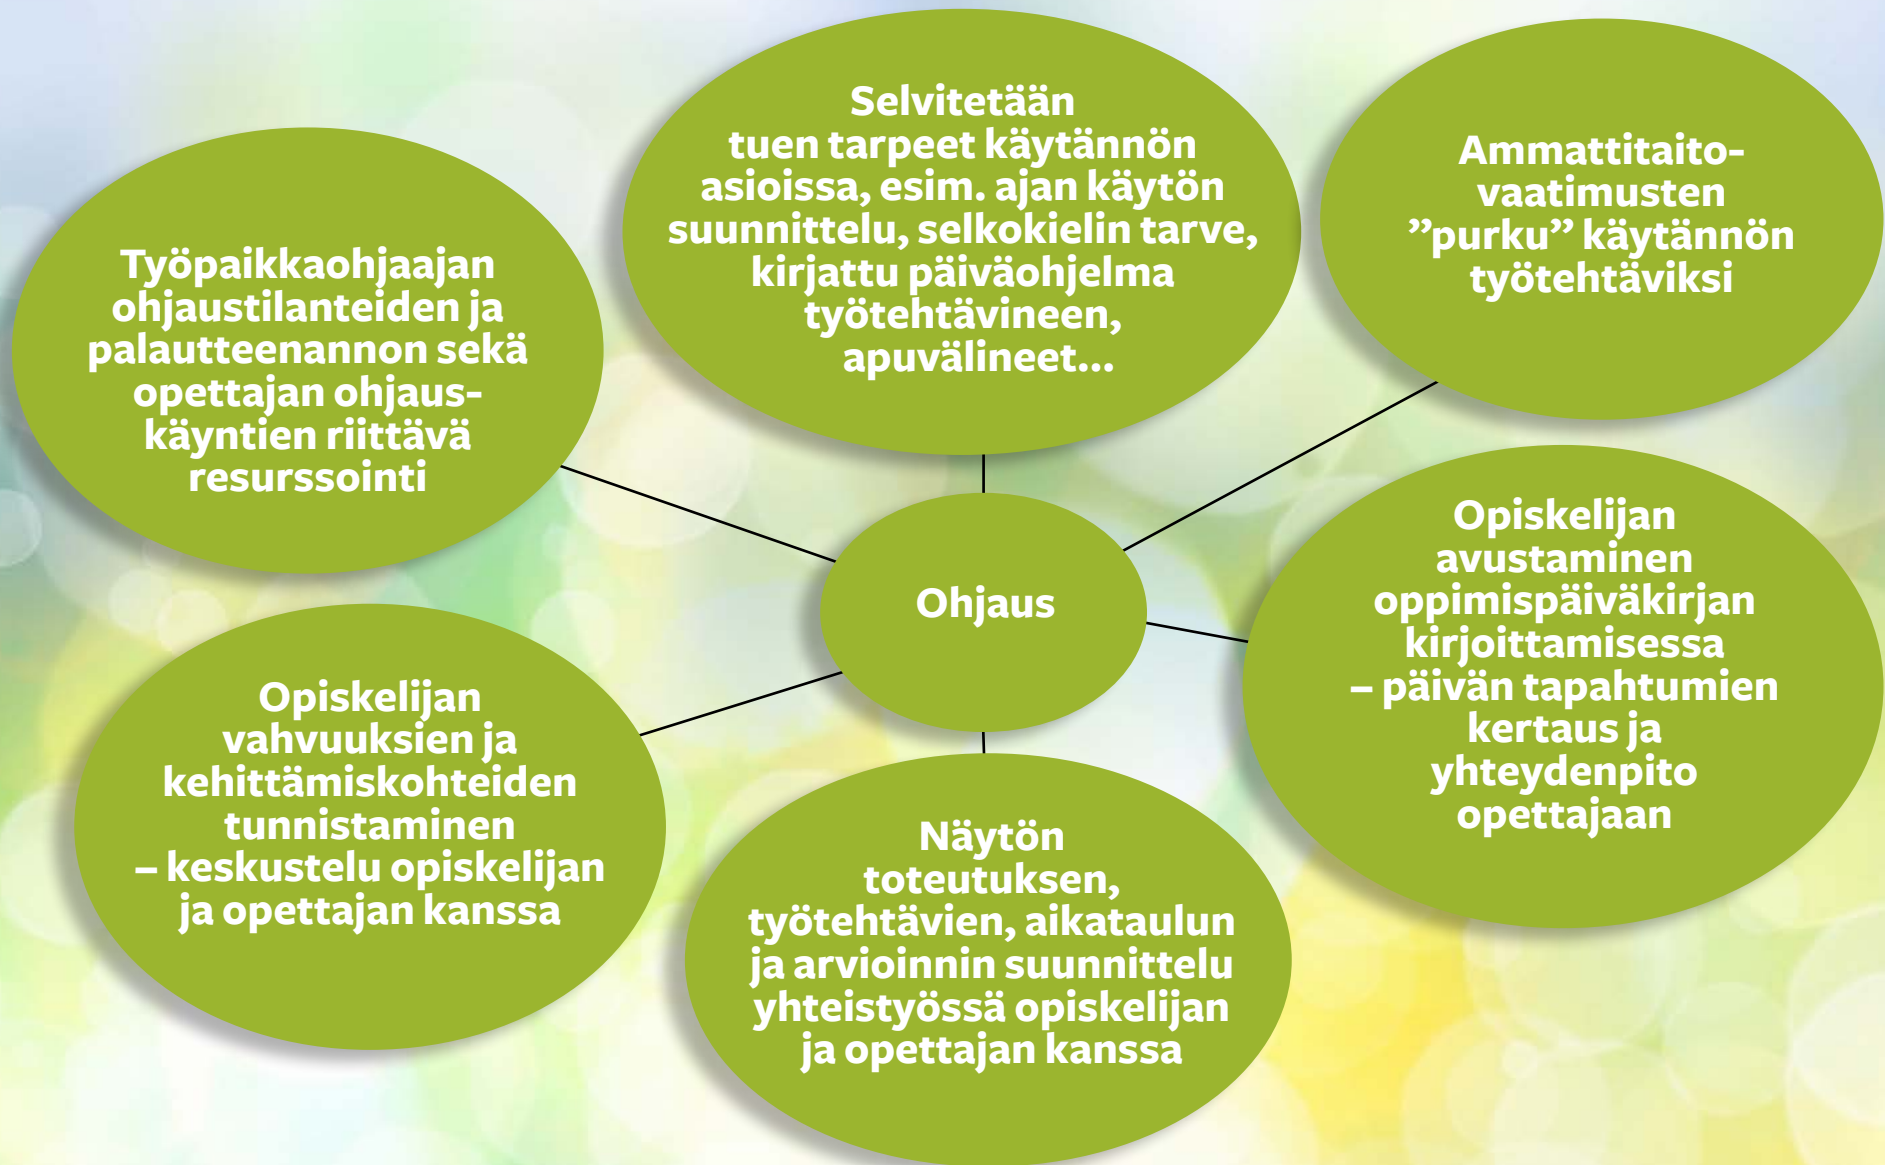 Selvitetään
tuen tarpeet käytännön
asioissa, esim. ajan käytön
suunnittelu, selkokielin tarve,
kirjattu päiväohjelma
työtehtävineen,
apuvälineet...
Ammattitaito-
vaatimusten
”purku” käytännön
työtehtäviksi
Työpaikkaohjaajan
ohjaustilanteiden ja
palautteenannon sekä
opettajan ohjaus-
käyntien riittävä
resurssointi
Ohjaus
Opiskelijan
avustaminen
oppimispäiväkirjan
kirjoittamisessa
– päivän tapahtumien
kertaus ja
yhteydenpito
opettajaan
Opiskelijan
vahvuuksien ja
kehittämiskohteiden
tunnistaminen
– keskustelu opiskelijan
ja opettajan kanssa
Näytön
toteutuksen,
työtehtävien, aikataulun
ja arvioinnin suunnittelu
yhteistyössä opiskelijan
ja opettajan kanssa